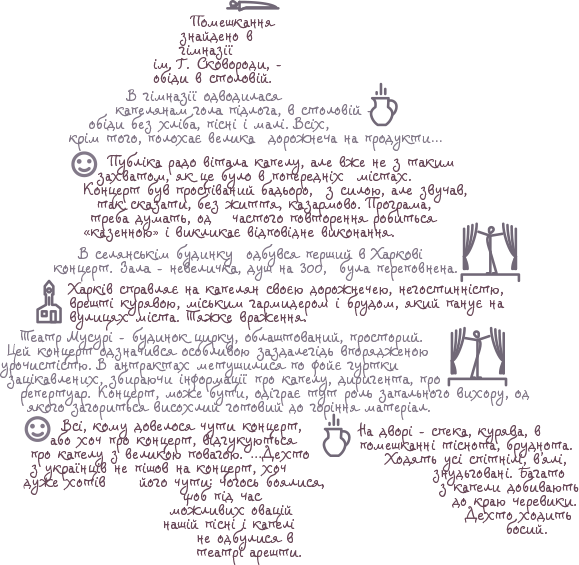 Помешкання
знайдено в
гімназії
ім, Г. Сковороди, -
обіди в столовій.
В гімназії одводилася
капелянам гола підлога, в столовій -
обіди без хліба, пісні і малі. Всіх,
крім того, полохає велика дорожнеча на продукти...
Публіка радо вітала капелу, але вже не з таким
захватом, як це було в попередніх містах.
Концерт був проспіваний бадьоро, з силою, але звучав,
так сказати, без життя, казармово. Програма,
треба думать, од частого повторення робиться
«казенною» і викликає відповідне виконання.
В селянськім будинку одбувся перший в Харкові
концерт. Зала - невеличка, душ на 300, була переповнена.
Харків справляє на капелян своєю дорожнечею, негостинністю,
врешті курявою, міським гармидером і брудом, який панує на
вулицях міста. Тяжке враження.
Театр Муссурі - будинок цирку, облаштований, просторий.
Цей концерт одзначився особливою заздалегідь впорядженою
урочистістю. В антрактах метушилися по фойє гуртки
зацікавлених, збираючи інформації про капелу, диригента, про
репертуар. Концерт, може бути, одіграє тут роль запального вихору, од
якого загориться висохлий готовий до горіння матеріал.
Всі, кому довелося чути концерт,
або хоч про концерт, відгукуються
про капелу з великою повагою. ...Дехто
з українців не пішов на концерт, хоч
дуже хотів його чути: чогось боялися,
щоб під час
можливих овацій
нашій пісні і капелі
не одбулися в
театрі арешти.
На дворі - спека, курява, в
помешканні тіснота, бруднота.
Ходять усі спітнілі, в'ялі,
знудьговані. Багато
з капели добивають
до краю черевики.
Дехто ходить
босий.